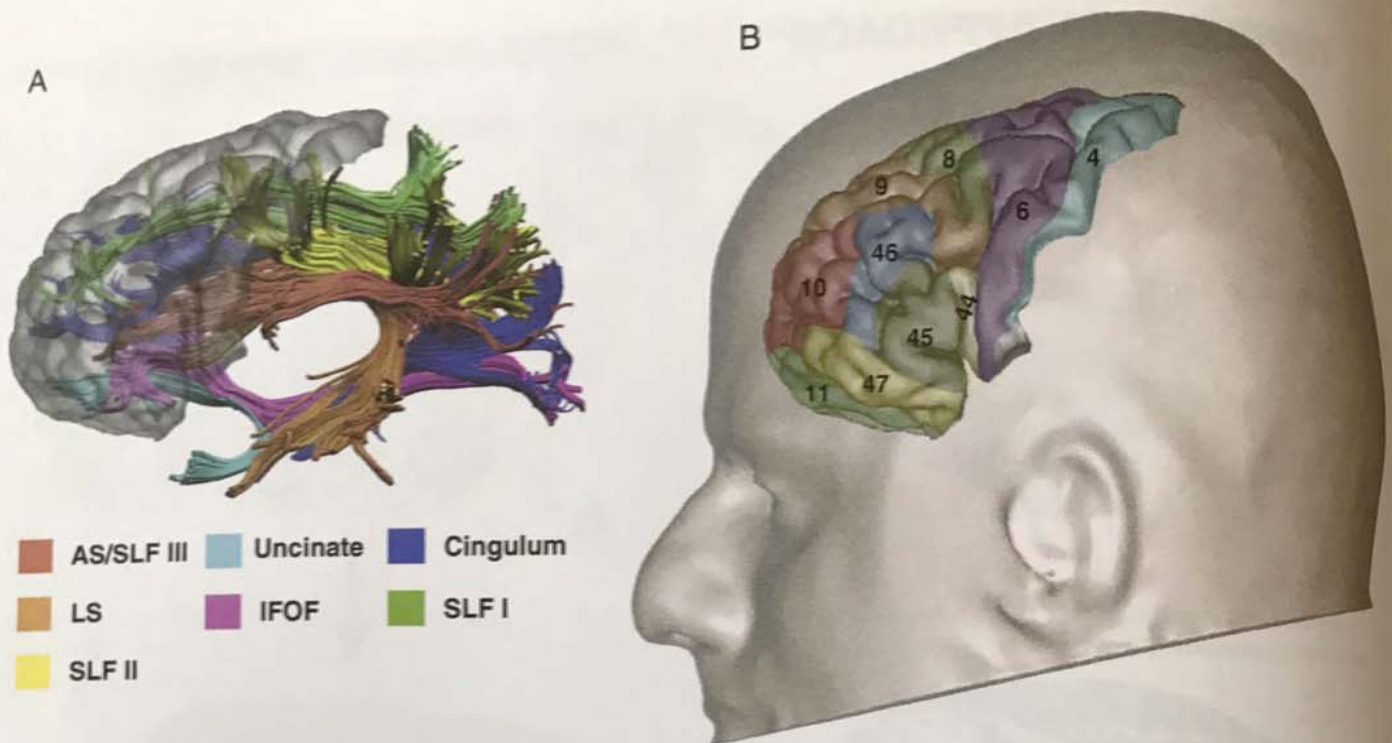 A
B
8
4
9
6
46
10
44
45
47
11
AS/SLF III
Uncinate
Cingulum
LS
IFOF
SLF I
SLF II